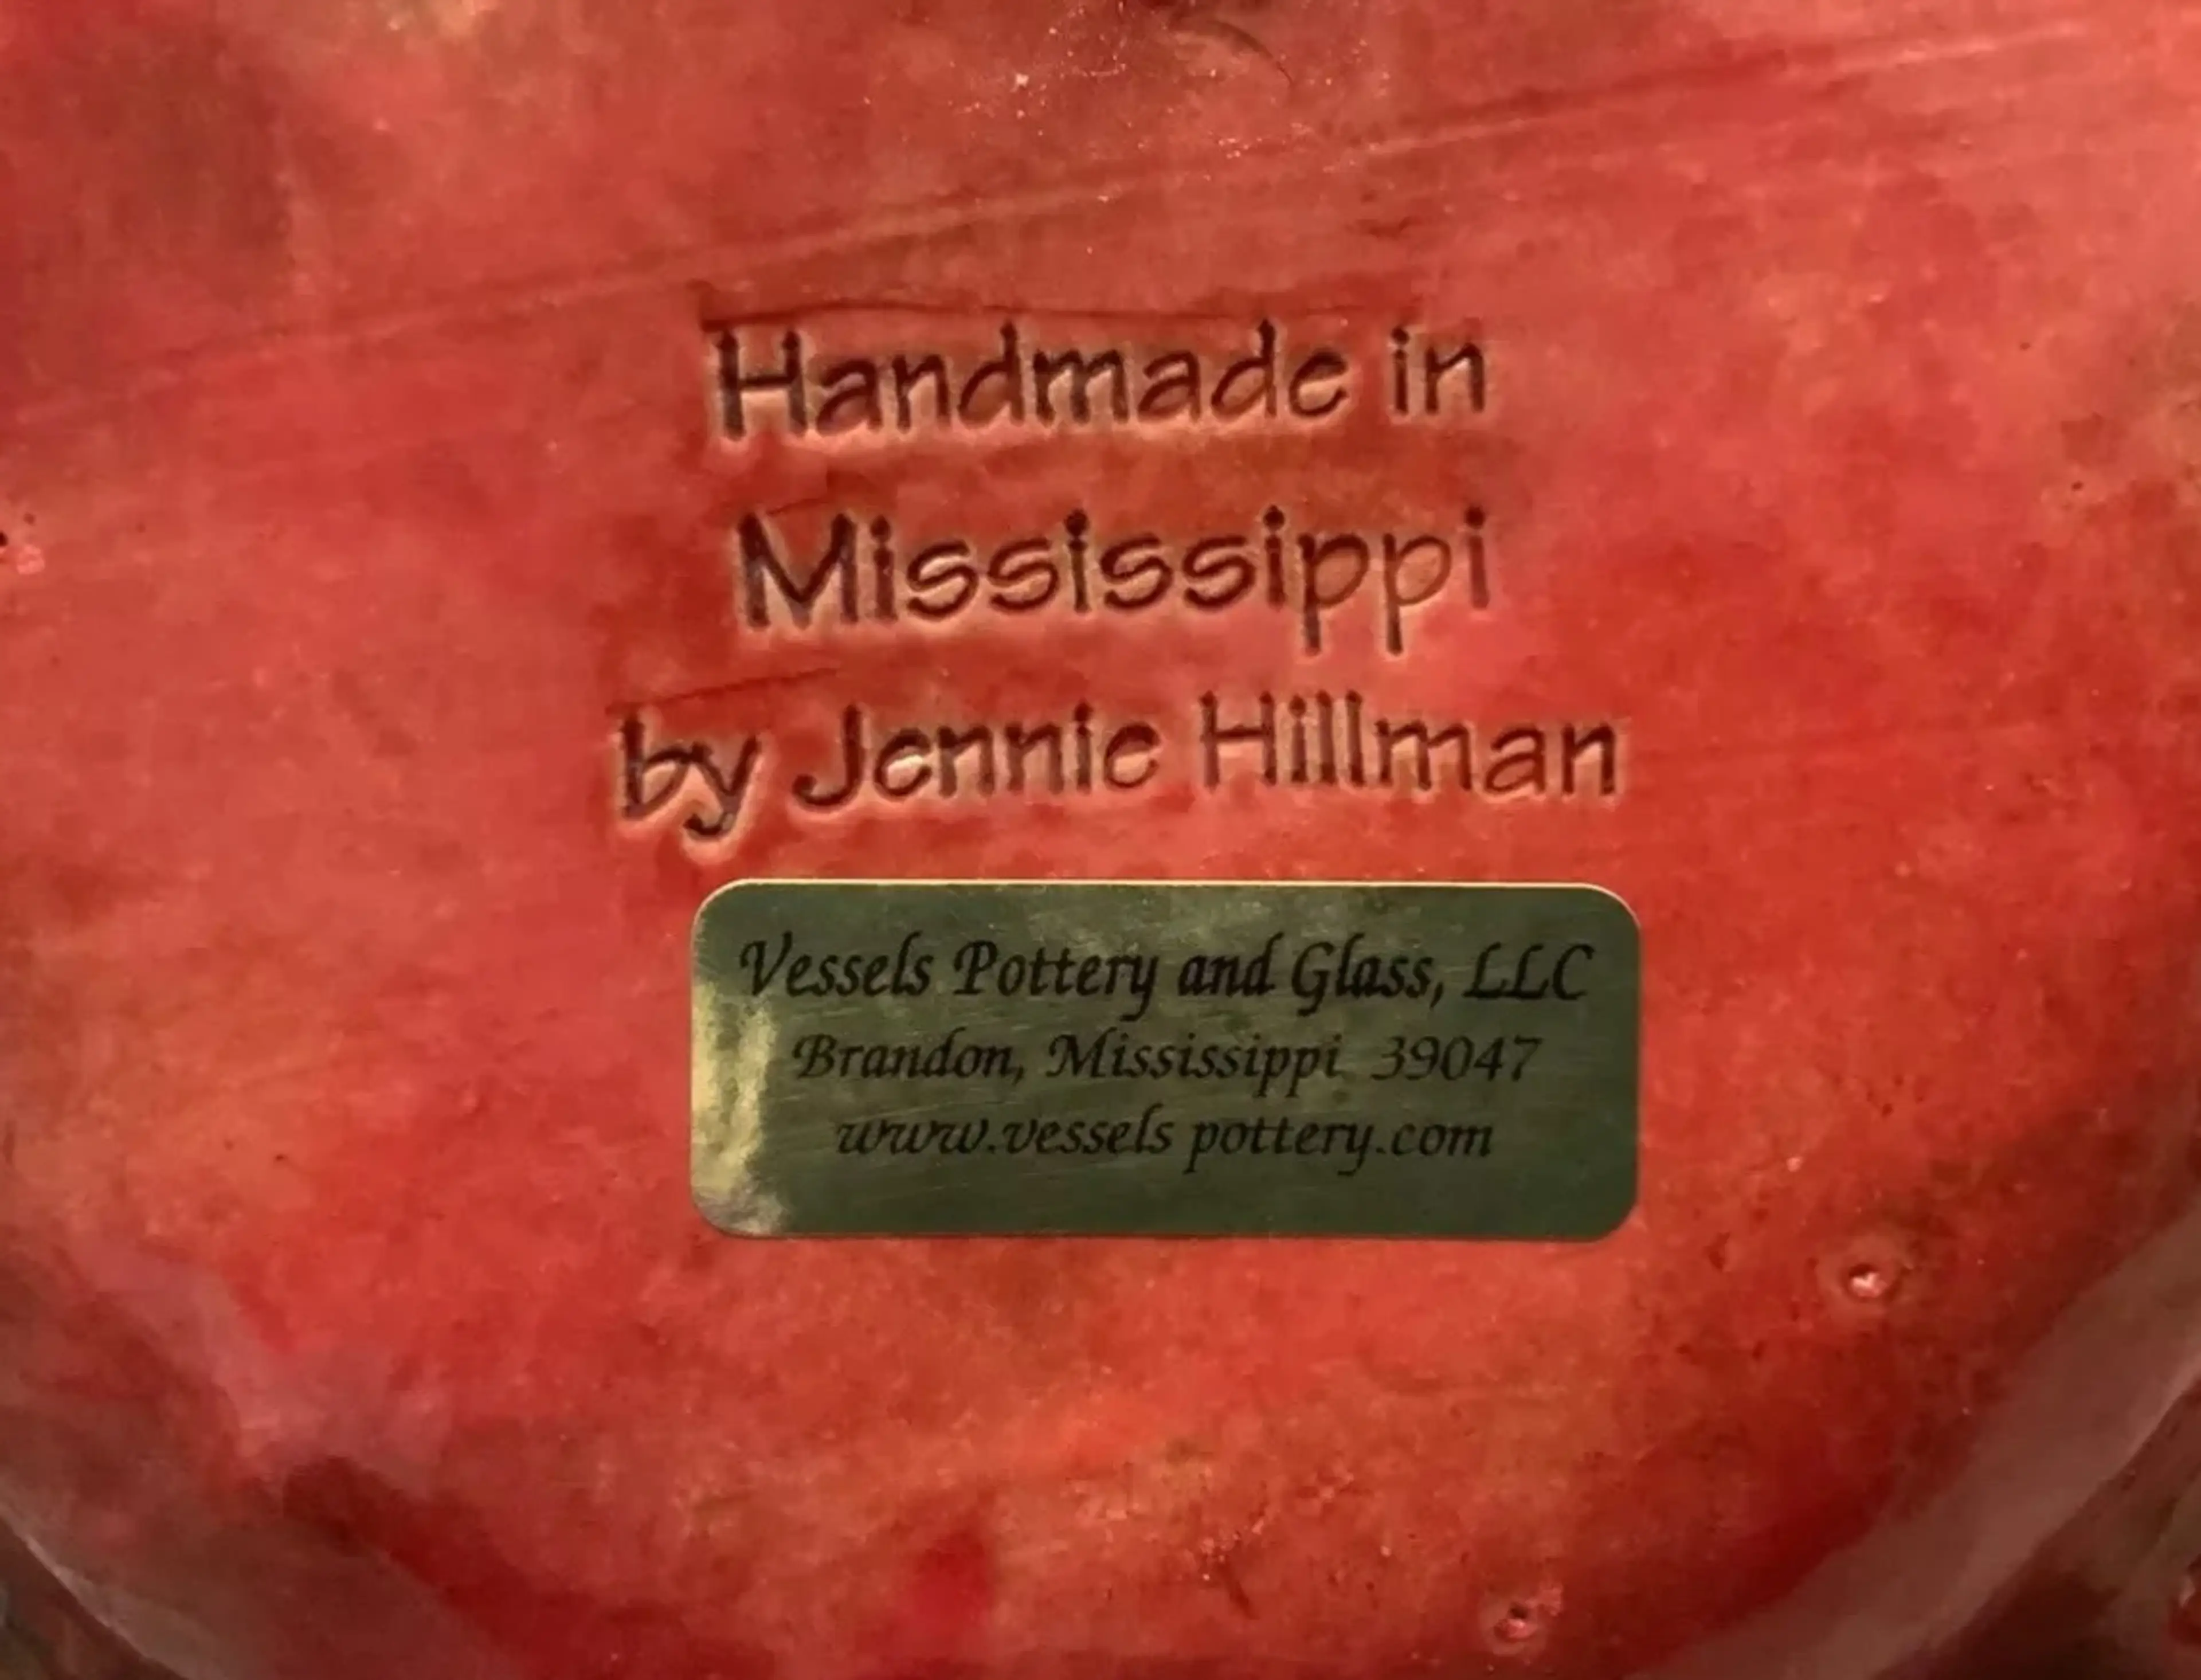 Handmade in
Mississippi
by Jennie Hillman
Vessels Pottery and Glass, LLC
Brandon, Mississippi 39047
www.vessels pottery.com